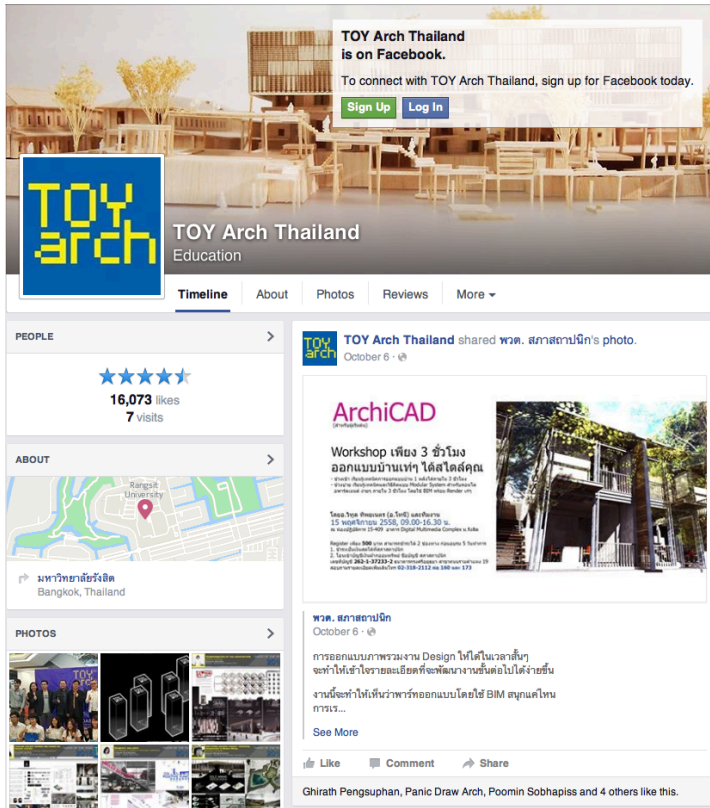 TOY Arch Thailand
is on Facebook.
To connect with TOY Arch Thailand, sign up for Facebook today.
Sign Up
Log In
TOY
arch
TOY Arch Thailand
Education
Timeline
About
Photos
Reviews
More
PEOPLE
16,073 likes
7 visits
ABOUT
Rangsit
University
มหาวิทยาลัยรังสิต
Bangkok, Thailand
PHOTOS
TOY
arch
TOY Arch Thailand shared พวต. สภาสถาปนิก's photo.
October 6
ArchiCAD
Workshop เพียง 3 ชั่วโมง
ออกแบบบ้านเท่ๆ ได้สไตล์คุณ
15 พฤศจิกายน 2558, 09.00-16.30 น.
พวต. สภาสถาปนิก
October 6
การออกแบบภาพรวมงาน Design ให้ได้ในเวลาสั้นๆ
จะทำให้เข้าใจรายละเอียดที่จะพัฒนางานขั้นต่อไปได้ง่ายขึ้น
งานนี้จะทำให้เห็นว่าพาร์ทออกแบบโดยใช้ BIM สนุกแค่ไหน
การเร...
See More
Like
Comment
Share
Ghirath Pengsuphan, Panic Draw Arch, Poomin Sobhapiss and 4 others like this.